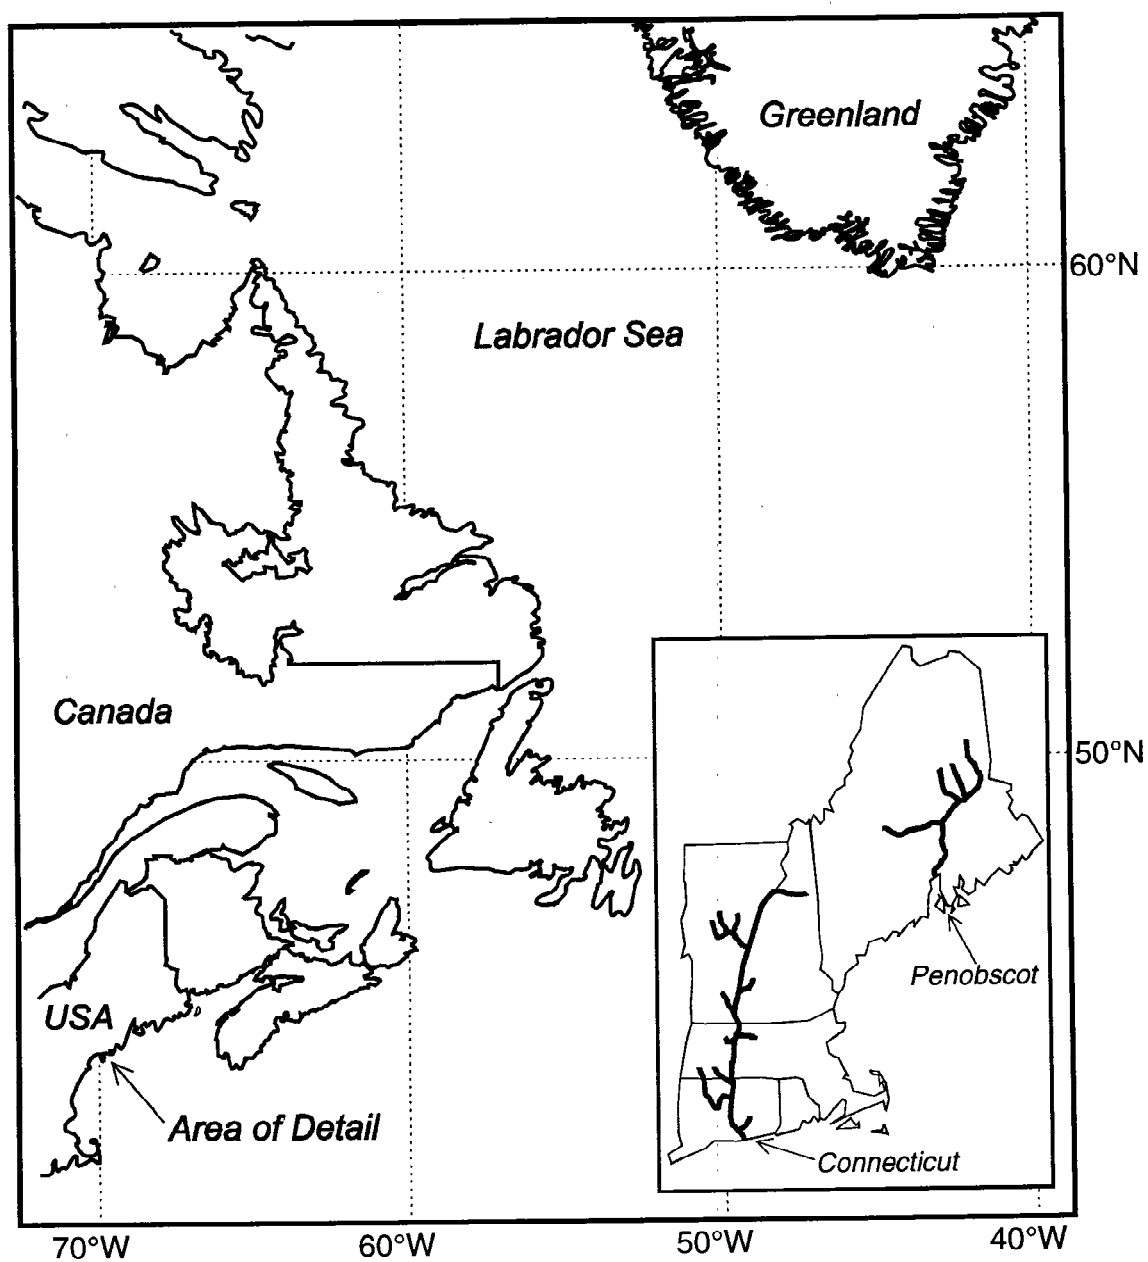 Greenland
60°N
Labrador Sea
Canada
50°N
Penobscot
USA
Area of Detail
Connecticut
70°W
60°W
50°W
40°W